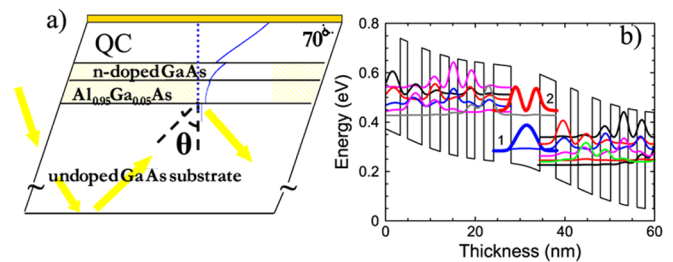 a)
QC
70°
n-doped GaAs
Al0.95Ga0.05As
θ
undoped GaAs substrate
~
~
b)
Energy (eV)
0.8
0.6
0.4
0.2
0
2
1
0
20
40
60
Thickness (nm)